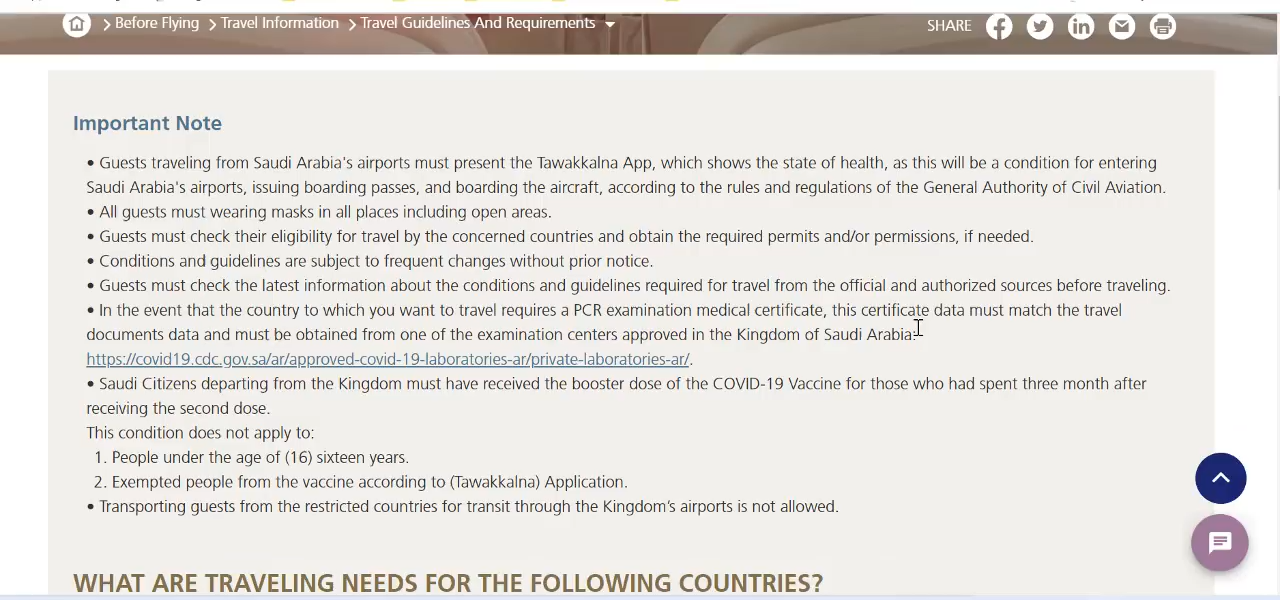 Before Flying Travel Information Travel Guidelines And Requirements SHARE
Important Note
• Guests traveling from Saudi Arabia's airports must present the Tawakkalna App, which shows the state of health, as this will be a condition for entering
Saudi Arabia's airports, issuing boarding passes, and boarding the aircraft, according to the rules and regulations of the General Authority of Civil Aviation.
• All guests must wearing masks in all places including open areas.
• Guests must check their eligibility for travel by the concerned countries and obtain the required permits and/or permissions, if needed.
• Conditions and guidelines are subject to frequent changes without prior notice.
• Guests must check the latest information about the conditions and guidelines required for travel from the official and authorized sources before traveling.
• In the event that the country to which you want to travel requires a PCR examination medical certificate, this certificate data must match the travel
documents data and must be obtained from one of the examination centers approved in the Kingdom of Saudi Arabia:
https://covid19.cdc.gov.sa/ar/approved-covid-19-laboratories-ar/private-laboratories-ar/.
• Saudi Citizens departing from the Kingdom must have received the booster dose of the COVID-19 Vaccine for those who had spent three month after
receiving the second dose.
This condition does not apply to:
1. People under the age of (16) sixteen years.
2. Exempted people from the vaccine according to (Tawakkalna) Application.
• Transporting guests from the restricted countries for transit through the Kingdom's airports is not allowed.
WHAT ARE TRAVELING NEEDS FOR THE FOLLOWING COUNTRIES?